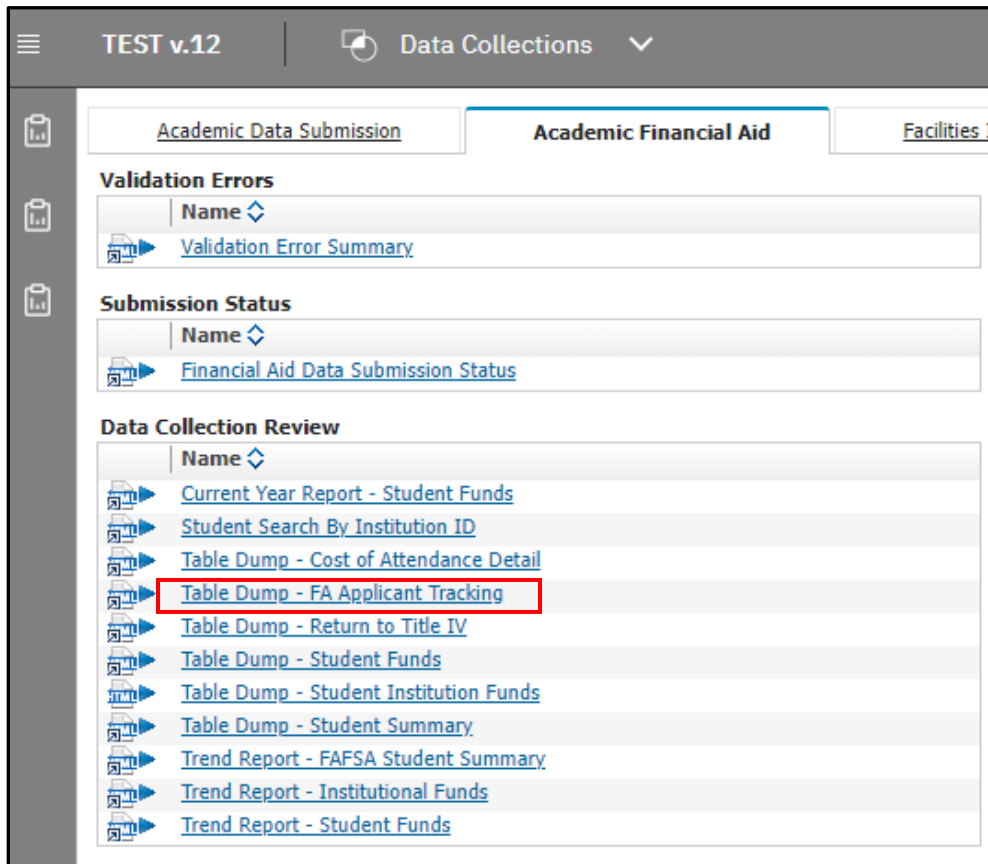 TEST v.12 Data Collections
Academic Data Submission Academic Financial Aid Facilities
Validation Errors
Name
Validation Error Summary
Submission Status
Name
Financial Aid Data Submission Status
Data Collection Review
Name
Current Year Report - Student Funds
Student Search By Institution ID
Table Dump - Cost of Attendance Detail
Table Dump - FA Applicant Tracking
Table Dump - Return to Title IV
Table Dump - Student Funds
Table Dump - Student Institution Funds
Table Dump - Student Summary
Trend Report - FAFSA Student Summary
Trend Report - Institutional Funds
Trend Report - Student Funds